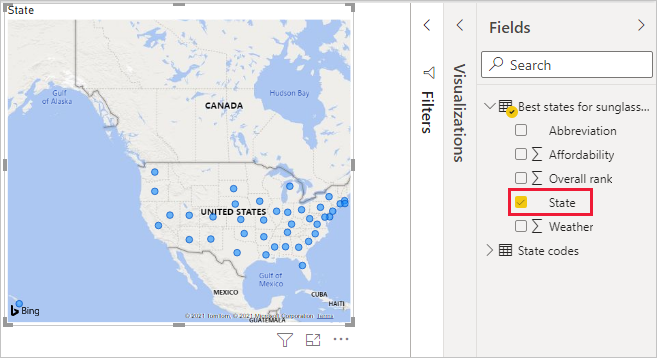 State
Gulf
of Alaska
Hudson Bay
CANADA
UNITED STATES
Gulf of
Mexico
MEXICO
CUBA
HAITI
GUATEMALA
Bing
© 2021 TomTom, © 2021 Microsoft Corporation Terms
Filters
Visualizations
Fields
Search
Best states for sunglass...
Abbreviation
Affordability
Overall rank
State
Weather
State codes